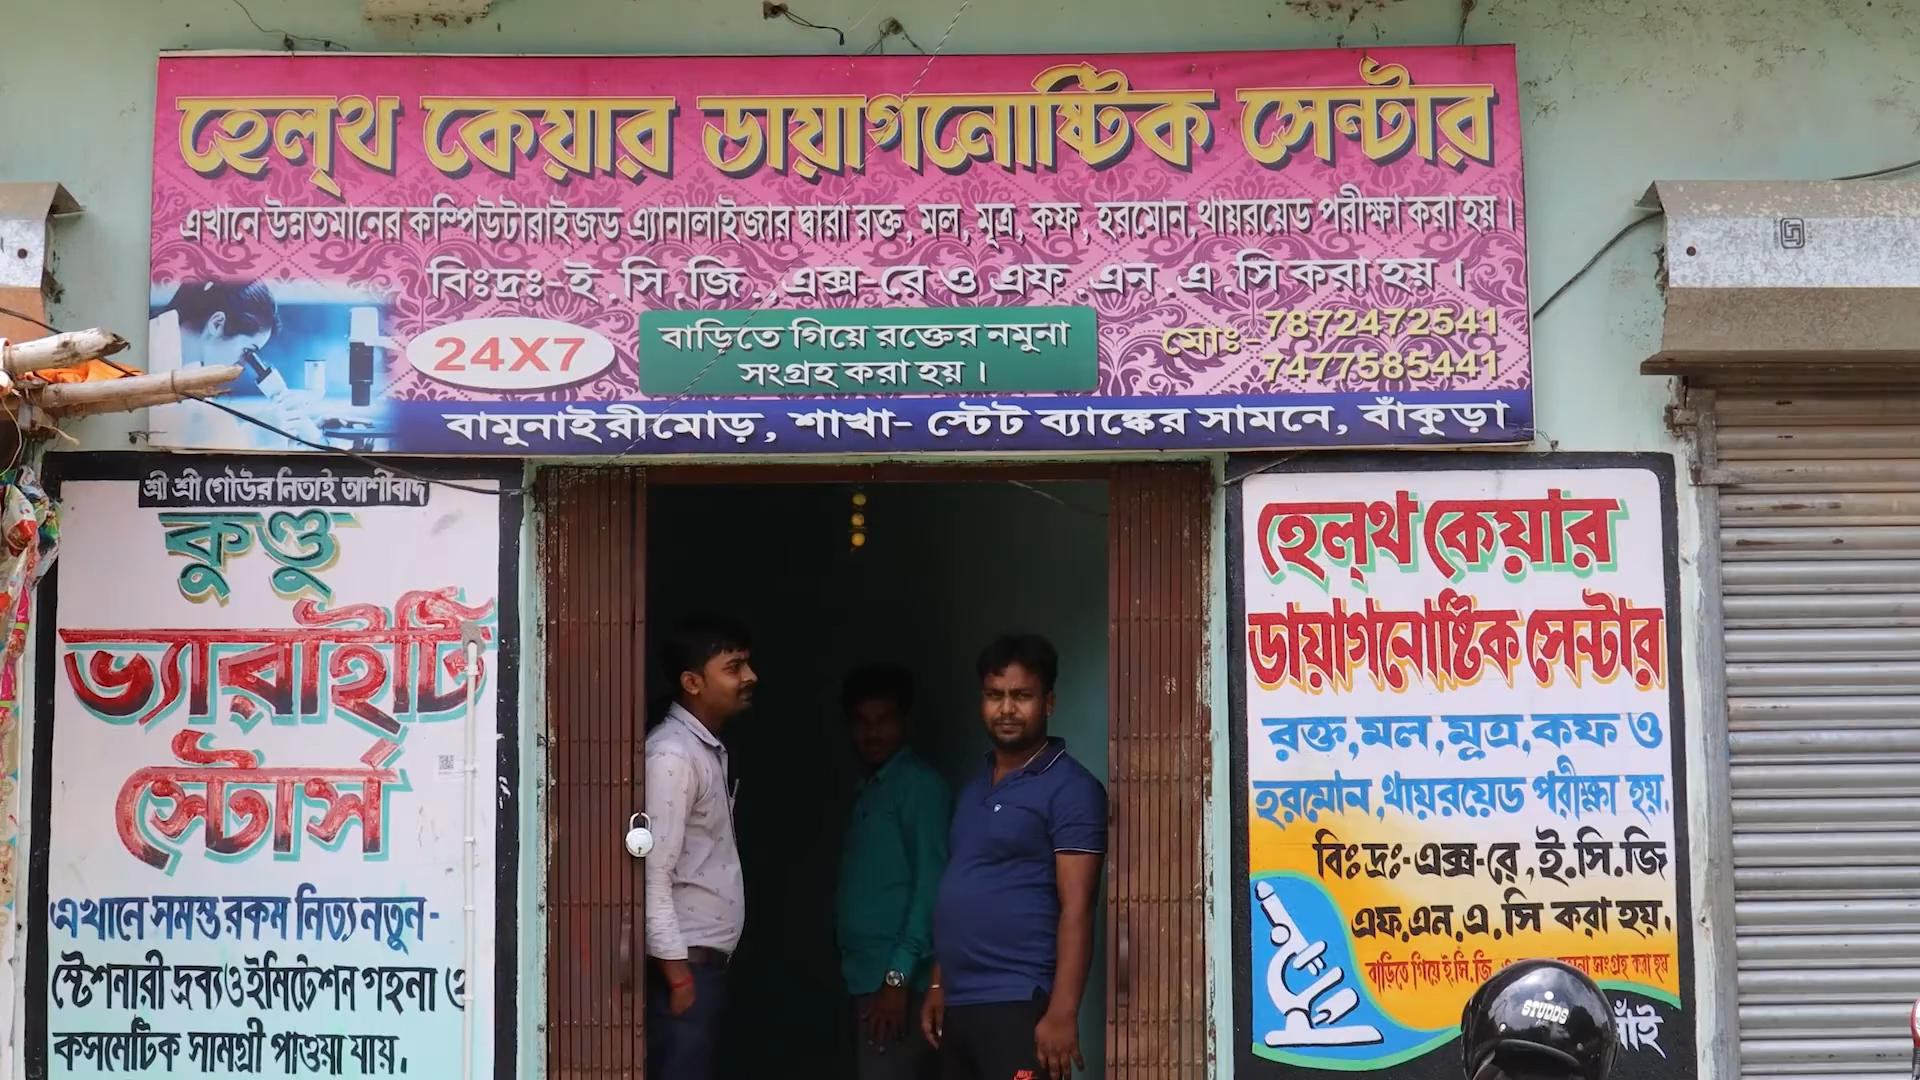 হেল্‌থ কেয়ার ডায়াগনোষ্টিক সেন্টার
এখানে উন্নতমানের কম্পিউটারাইজড এ্যানালাইজার দ্বারা রক্ত, মল, মূত্র, কফ, হরমোন, থায়রয়েড পরীক্ষা করা হয়।
বিঃদ্রঃ-ই.সি.জি.,এক্স-রে ও এফ.এন.এ.সি করা হয়।
24X7
বাড়িতে গিয়ে রক্তের নমুনা
সংগ্রহ করা হয়।
মোঃ- 7872472541
7477585441
বামুনাইরীমোড়, শাখা- স্টেট ব্যাঙ্কের সামনে, বাঁকুড়া
শ্রী শ্রী গৌউর নিতাই আশীবাদ
কুণ্ডু
ভ্যারাইটি
স্টোর্স
এখানে সমস্ত রকম নিত্য নতুন-
স্টেশনারী দ্রব্য ও ইমিটেশন গহনা ও
কসমেটিক সামগ্রী পাওয়া যায়.
হেল্‌থ কেয়ার
ডায়াগনোষ্টিক সেন্টার
রক্ত,মল,মূত্র,কফ ও
হরমোন,থায়রয়েড পরীক্ষা হয়.
বিঃদ্রঃ-এক্স-রে,ই.সি.জি
এফ.এন.এ.সি করা হয়.
বাড়িতে গিয়ে ই.সি.জি সংগ্রহ করা হয়
STUDDS